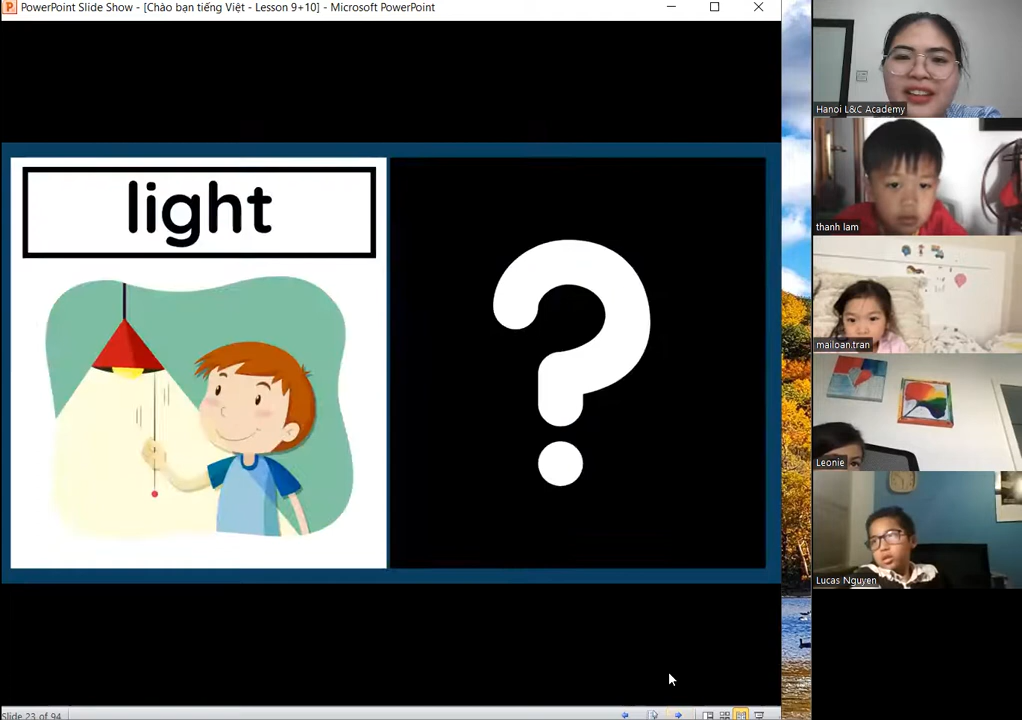 PowerPoint Slide Show - [Chào bạn tiếng Việt - Lesson 9+10] - Microsoft PowerPoint
light
Hanoi L&C Academy
thanh lam
mailoan.tran
Leonie
Lucas Nguyen
Slide 23 of 94